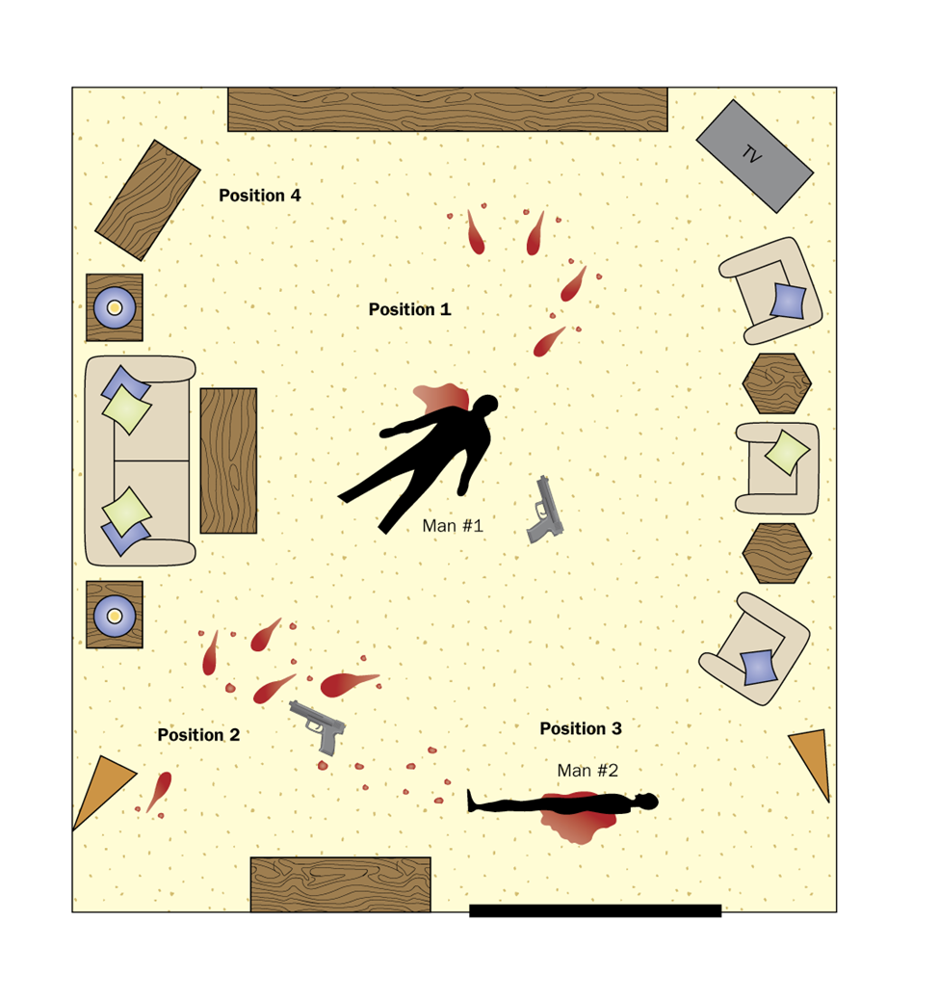 TV
Position 4
Position 1
Man #1
Position 2
Position 3
Man #2